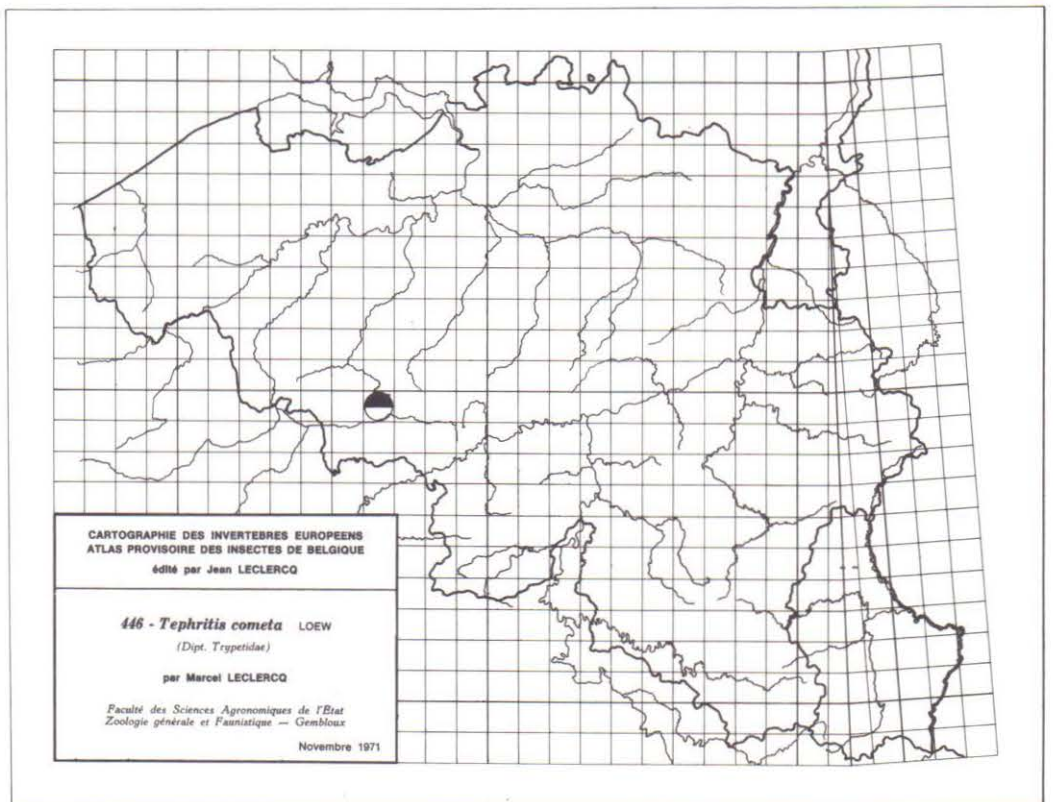 CARTOGRAPHIE DES INVERTEBRES EUROPEENS
ATLAS PROVISOIRE DES INSECTES DE BELGIQUE
édité par Jean LECLERCQ
446 - Tephritis cometa LOEW
(Dipt. Trypetidae)
par Marcel LECLERCQ
Faculté des Sciences Agronomiques de l'Etat
Zoologie générale et Faunistique — Gembloux
Novembre 1971